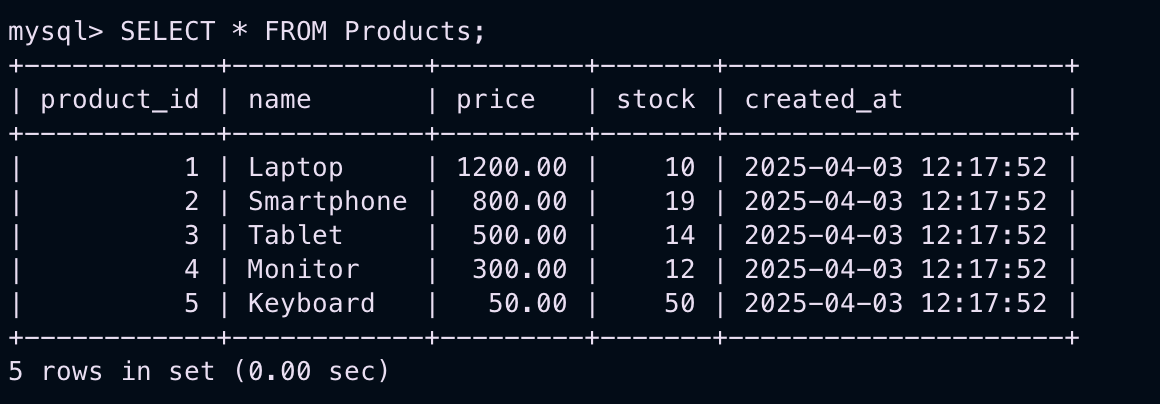 mysql> SELECT * FROM Products;
+------------+------------+---------+-------+---------------------+
| product_id | name       | price   | stock | created_at          |
+------------+------------+---------+-------+---------------------+
|          1 | Laptop     | 1200.00 |    10 | 2025-04-03 12:17:52 |
|          2 | Smartphone |  800.00 |    19 | 2025-04-03 12:17:52 |
|          3 | Tablet     |  500.00 |    14 | 2025-04-03 12:17:52 |
|          4 | Monitor    |  300.00 |    12 | 2025-04-03 12:17:52 |
|          5 | Keyboard   |   50.00 |    50 | 2025-04-03 12:17:52 |
+------------+------------+---------+-------+---------------------+
5 rows in set (0.00 sec)